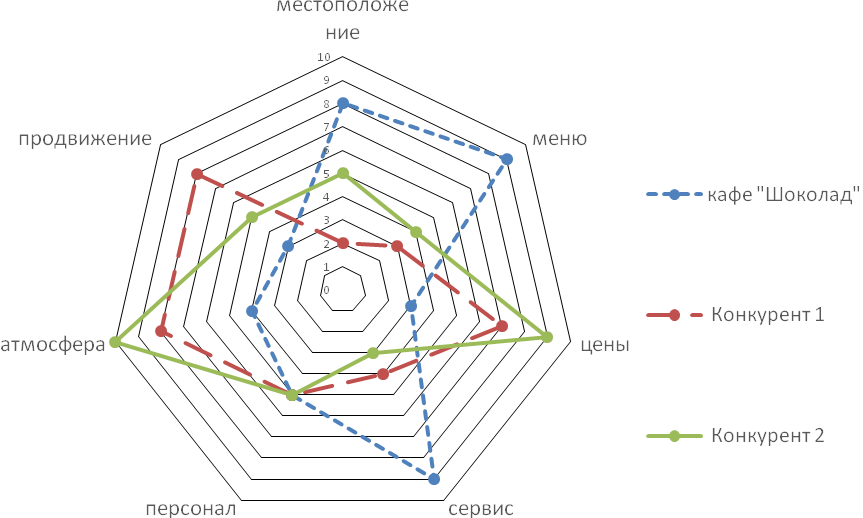 местоположе
ние
10
9
8
7
6
5
4
3
2
1
0
продвижение
меню
атмосфера
цены
персонал
сервис
кафе "Шоколад"
Конкурент 1
Конкурент 2